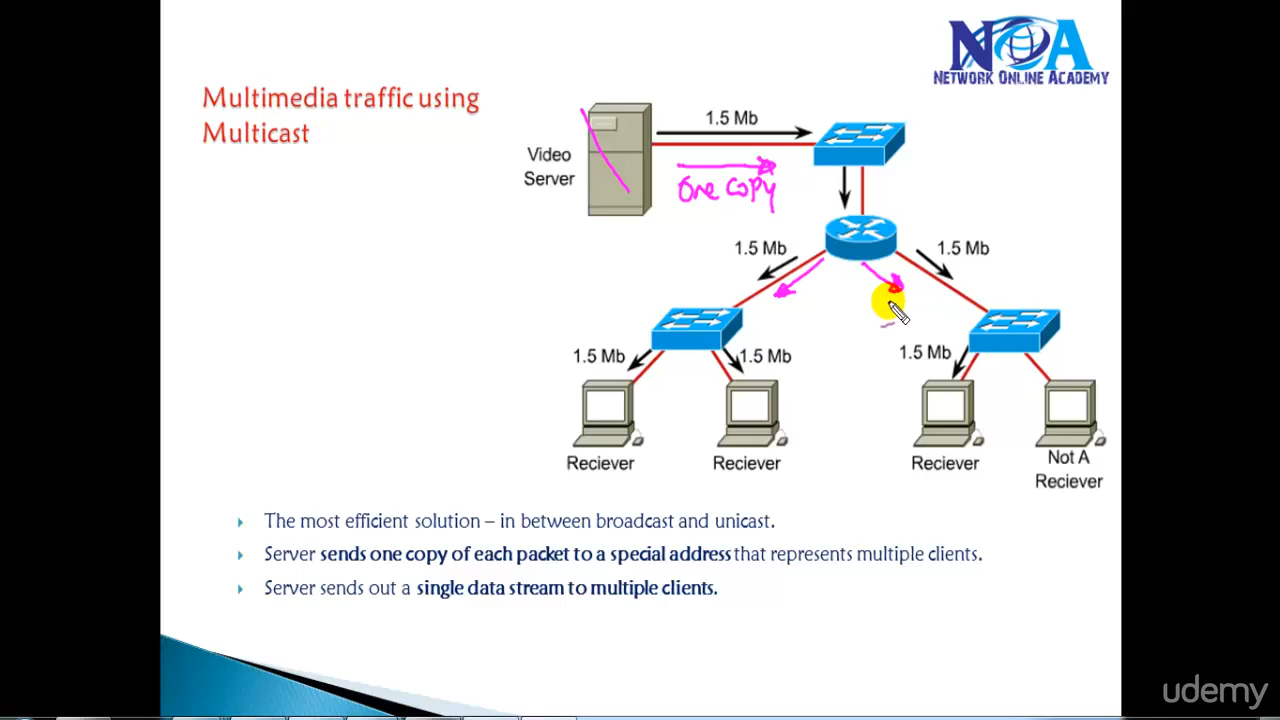 NOA
NETWORK ONLINE ACADEMY
Multimedia traffic using
Multicast
1.5 Mb
Video
Server
One copy
1.5 Mb
1.5 Mb
1.5 Mb
1.5 Mb
1.5 Mb
Reciever
Reciever
Reciever
Not A
Reciever
The most efficient solution – in between broadcast and unicast.
Server sends one copy of each packet to a special address that represents multiple clients.
Server sends out a single data stream to multiple clients.
udemy